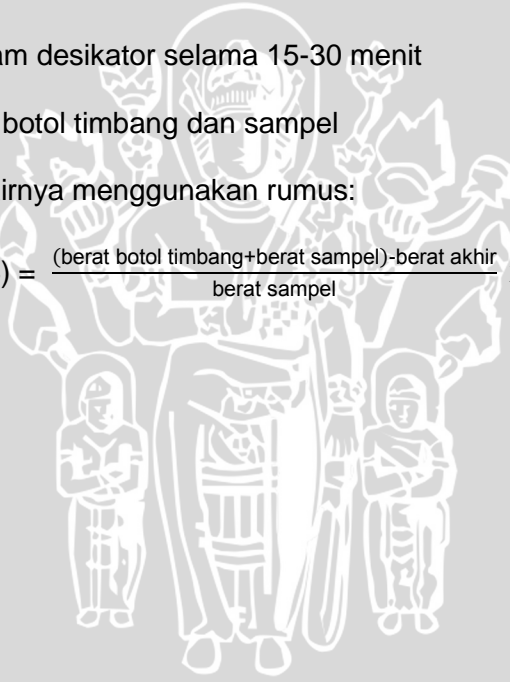 am desikator selama 15-30 menit
botol timbang dan sampel
irnya menggunakan rumus:
) = (berat botol timbang+berat sampel)-berat akhir
berat sampel